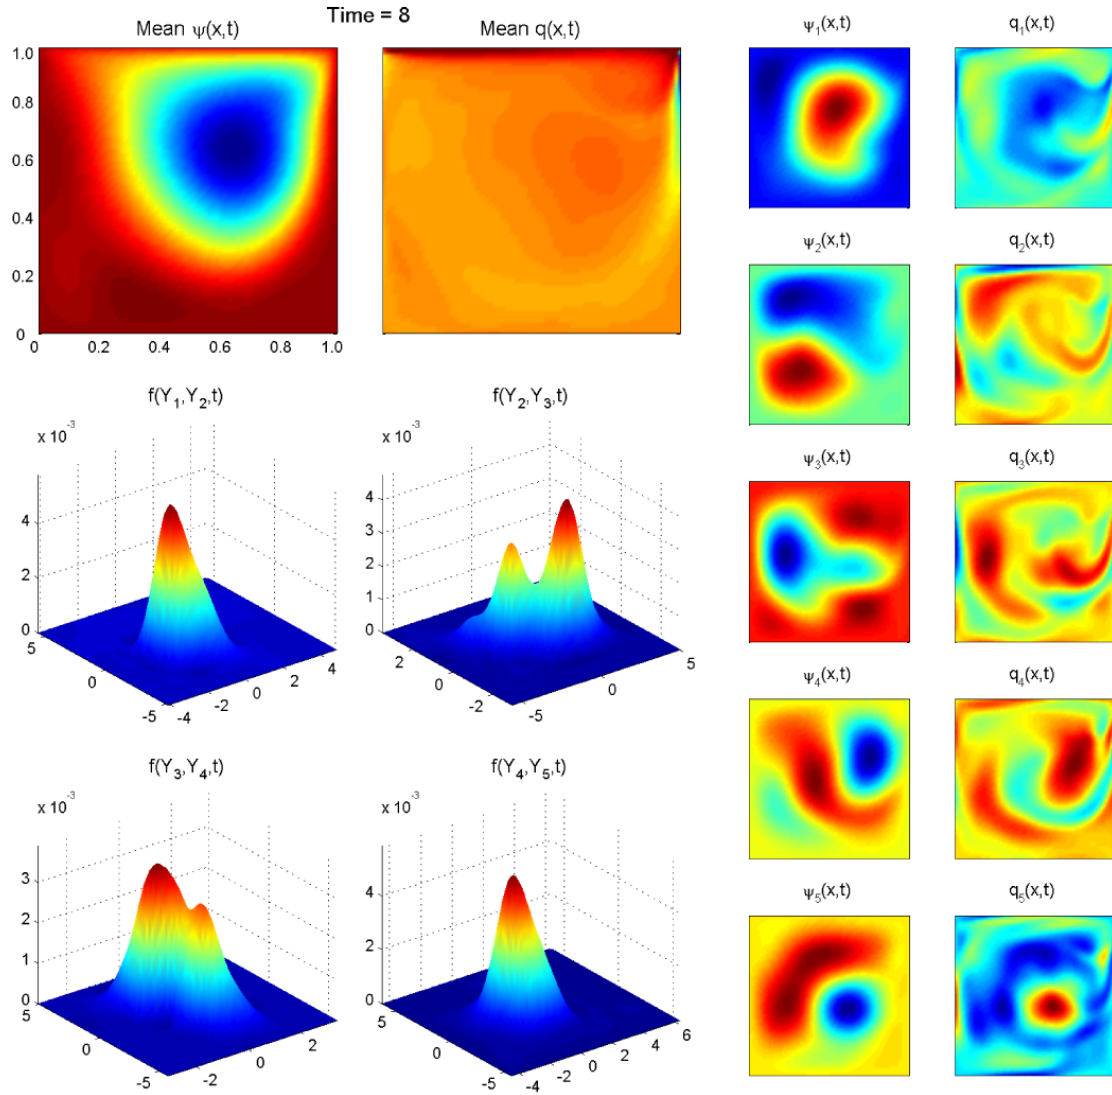 Time = 8
Mean ψ(x,t)
Mean q(x,t)
1.0
0.8
0.6
0.4
0.2
0
0 0.2 0.4 0.6 0.8 1.0
ψ₁(x,t)
q₁(x,t)
ψ₂(x,t)
q₂(x,t)
f(Y₁,Y₂,t)
x 10⁻³
4
2
0
5
0
-5
-4 -2 0 2 4
f(Y₂,Y₃,t)
x 10⁻³
4
3
2
1
0
2
0
-2
-5 0 5
ψ₃(x,t)
q₃(x,t)
ψ₄(x,t)
q₄(x,t)
f(Y₃,Y₄,t)
x 10⁻³
3
2
1
0
5
0
-5
-2 0 2
f(Y₄,Y₅,t)
x 10⁻³
4
2
0
5
0
-5
-4 -2 0 2 4 6
ψ₅(x,t)
q₅(x,t)